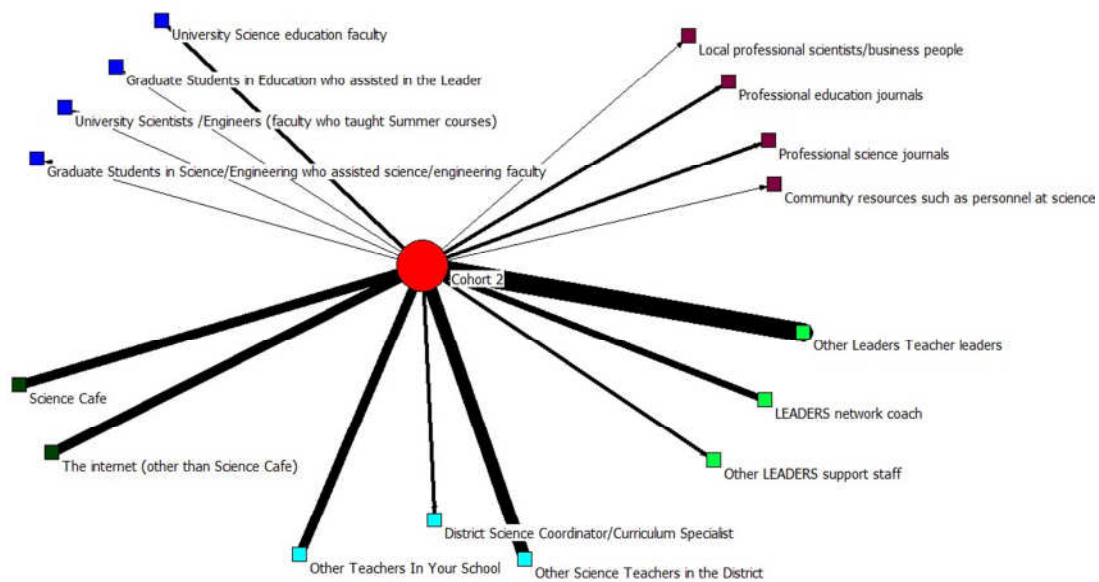 University Science education faculty
Local professional scientists/business people
Graduate Students in Education who assisted in the Leader
Professional education journals
University Scientists /Engineers (faculty who taught Summer courses)
Professional science journals
Graduate Students in Science/Engineering who assisted science/engineering faculty
Community resources such as personnel at science
Cohort 2
Other Leaders Teacher leaders
Science Cafe
LEADERS network coach
The internet (other than Science Cafe)
Other LEADERS support staff
District Science Coordinator/Curriculum Specialist
Other Teachers In Your School
Other Science Teachers in the District